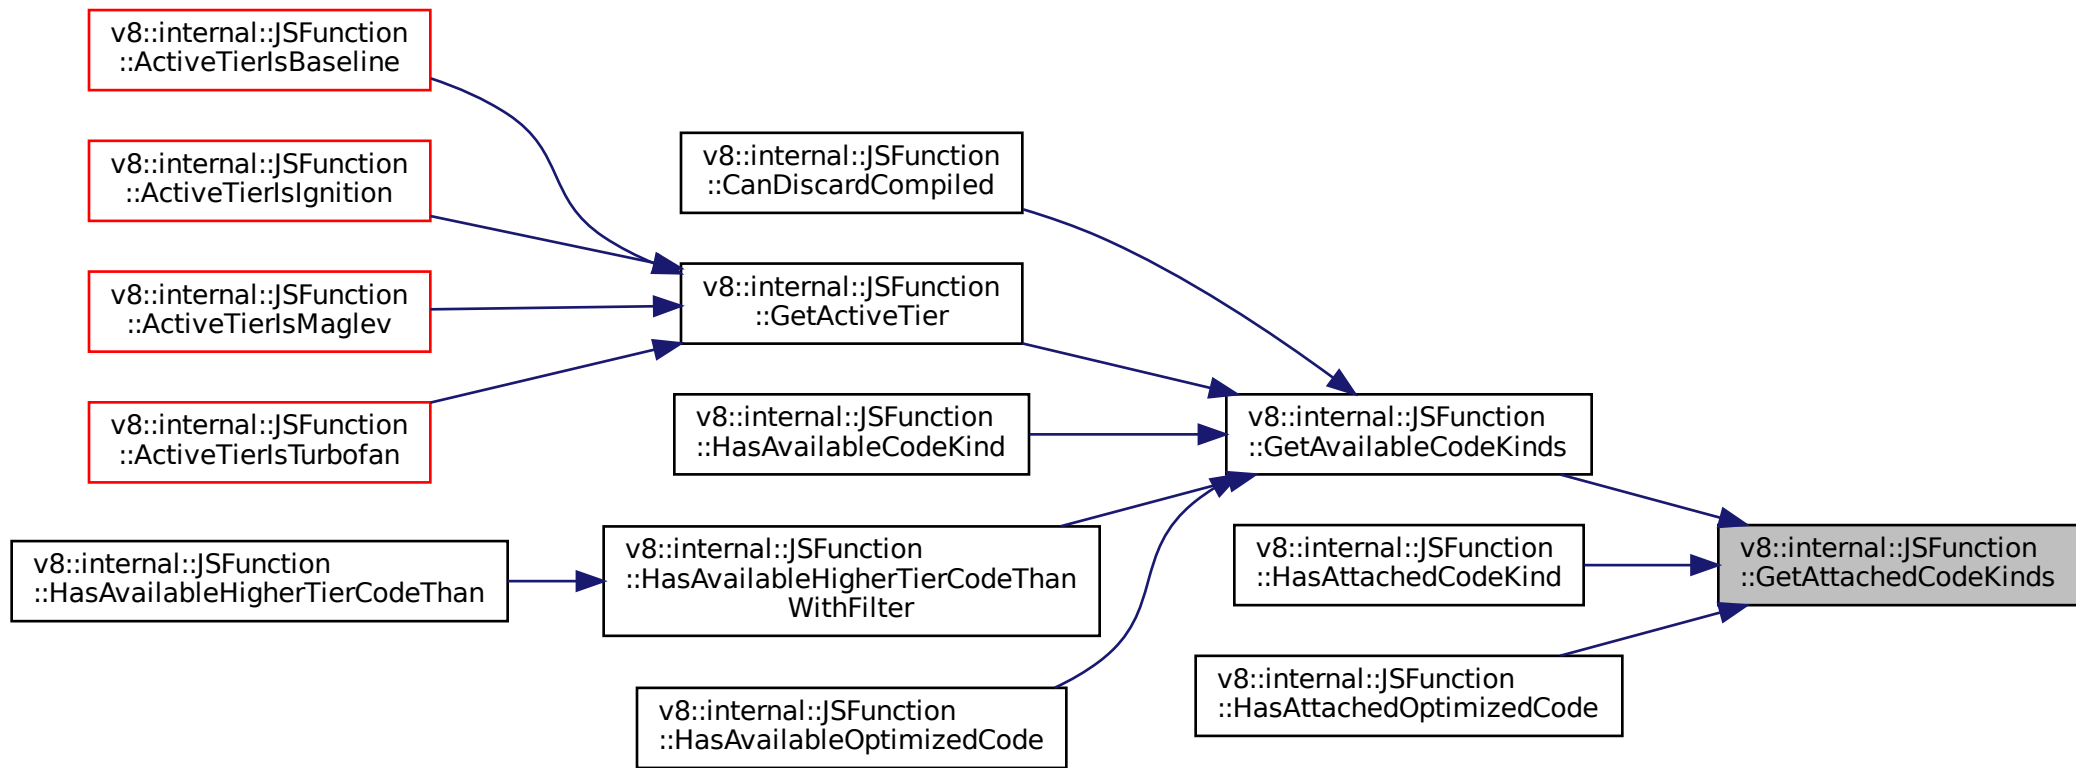 v8::internal::JSFunction
::ActiveTierIsBaseline
v8::internal::JSFunction
::ActiveTierIsIgnition
v8::internal::JSFunction
::ActiveTierIsMaglev
v8::internal::JSFunction
::ActiveTierIsTurbofan
v8::internal::JSFunction
::HasAvailableHigherTierCodeThan
v8::internal::JSFunction
::CanDiscardCompiled
v8::internal::JSFunction
::GetActiveTier
v8::internal::JSFunction
::HasAvailableCodeKind
v8::internal::JSFunction
::HasAvailableHigherTierCodeThan
WithFilter
v8::internal::JSFunction
::HasAvailableOptimizedCode
v8::internal::JSFunction
::GetAvailableCodeKinds
v8::internal::JSFunction
::HasAttachedCodeKind
v8::internal::JSFunction
::HasAttachedOptimizedCode
v8::internal::JSFunction
::GetAttachedCodeKinds